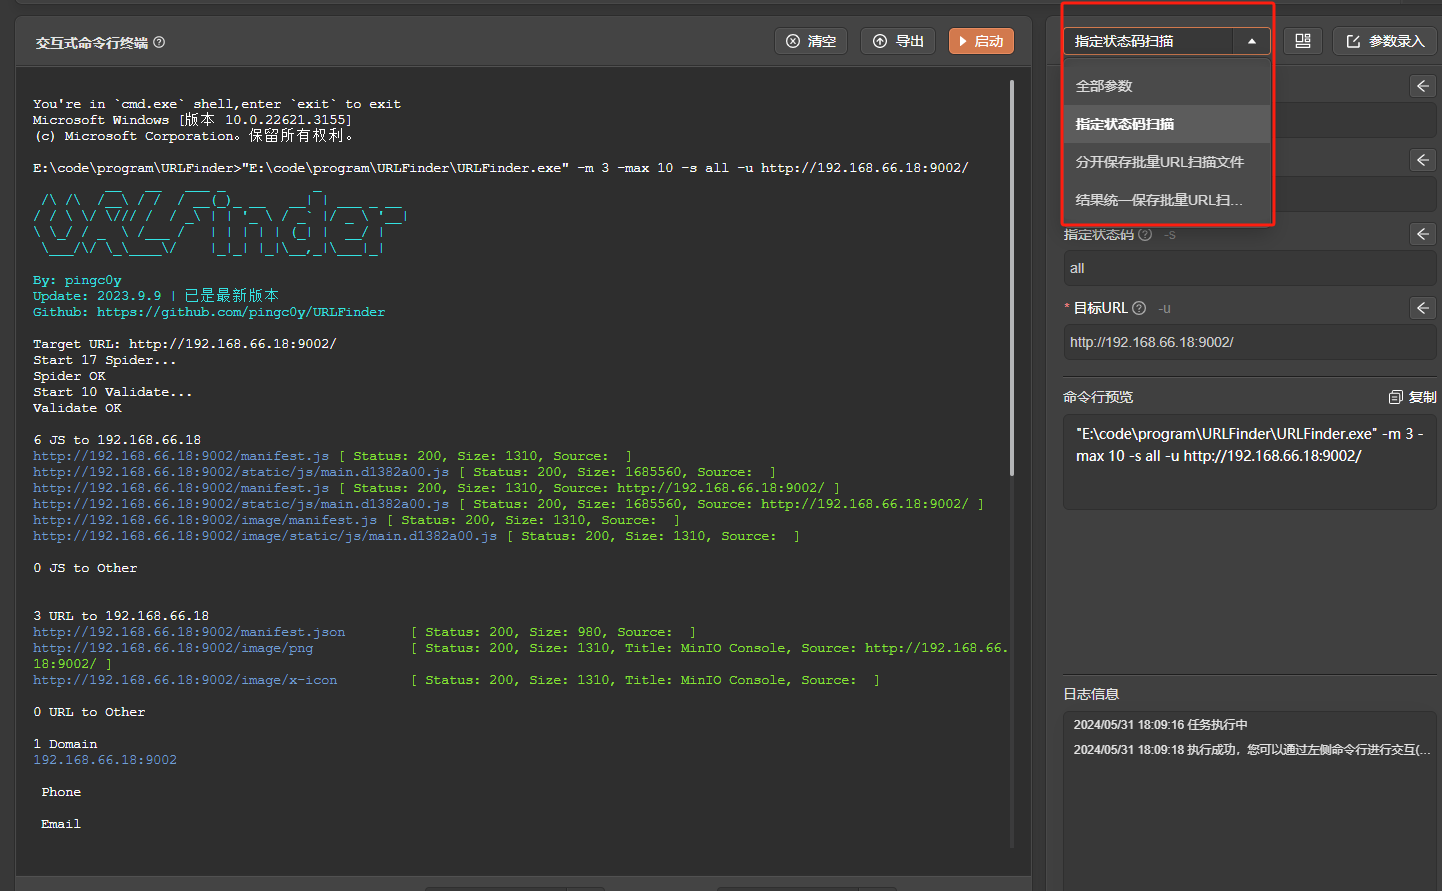 交互式命令行终端
清空
导出
启动
You're in `cmd.exe` shell,enter `exit` to exit
Microsoft Windows [版本 10.0.22621.3155]
(c) Microsoft Corporation。保留所有权利。
E:\code\program\URLFinder>"E:\code\program\URLFinder\URLFinder.exe" -m 3 -max 10 -s all -u http://192.168.66.18:9002/
By: pingc0y
Update: 2023.9.9 | 已是最新版本
Github: https://github.com/pingc0y/URLFinder
Target URL: http://192.168.66.18:9002/
Start 17 Spider...
Spider OK
Start 10 Validate...
Validate OK
6 JS to 192.168.66.18
http://192.168.66.18:9002/manifest.js [ Status: 200, Size: 1310, Source:  ]
http://192.168.66.18:9002/static/js/main.d1382a00.js [ Status: 200, Size: 1685560, Source:  ]
http://192.168.66.18:9002/manifest.js [ Status: 200, Size: 1310, Source: http://192.168.66.18:9002/ ]
http://192.168.66.18:9002/static/js/main.d1382a00.js [ Status: 200, Size: 1685560, Source: http://192.168.66.18:9002/ ]
http://192.168.66.18:9002/image/manifest.js [ Status: 200, Size: 1310, Source:  ]
http://192.168.66.18:9002/image/static/js/main.d1382a00.js [ Status: 200, Size: 1310, Source:  ]
0 JS to Other
3 URL to 192.168.66.18
http://192.168.66.18:9002/manifest.json [ Status: 200, Size: 980, Source:  ]
http://192.168.66.18:9002/image/png [ Status: 200, Size: 1310, Title: MinIO Console, Source: http://192.168.66.
18:9002/ ]
http://192.168.66.18:9002/image/x-icon [ Status: 200, Size: 1310, Title: MinIO Console, Source:  ]
0 URL to Other
1 Domain
192.168.66.18:9002
Phone
Email
指定状态码扫描
参数录入
全部参数
指定状态码扫描
分开保存批量URL扫描文件
结果统一保存批量URL扫...
指定状态码 -s
all
* 目标URL -u
http://192.168.66.18:9002/
命令行预览
复制
"E:\code\program\URLFinder\URLFinder.exe" -m 3 -
max 10 -s all -u http://192.168.66.18:9002/
日志信息
2024/05/31 18:09:16 任务执行中
2024/05/31 18:09:18 执行成功，您可以通过左侧命令行进行交互(...